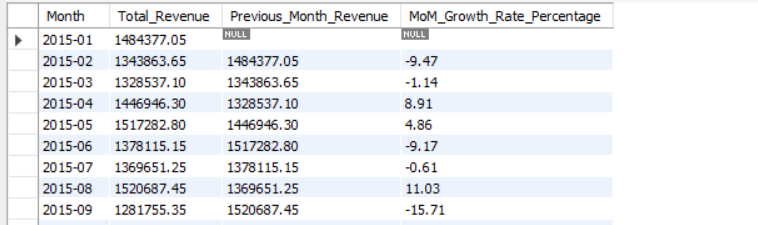 Month Total_Revenue Previous_Month_Revenue MoM_Growth_Rate_Percentage
2015-01 1484377.05 NULL NULL
2015-02 1343863.65 1484377.05 -9.47
2015-03 1328537.10 1343863.65 -1.14
2015-04 1446946.30 1328537.10 8.91
2015-05 1517282.80 1446946.30 4.86
2015-06 1378115.15 1517282.80 -9.17
2015-07 1369651.25 1378115.15 -0.61
2015-08 1520687.45 1369651.25 11.03
2015-09 1281755.35 1520687.45 -15.71